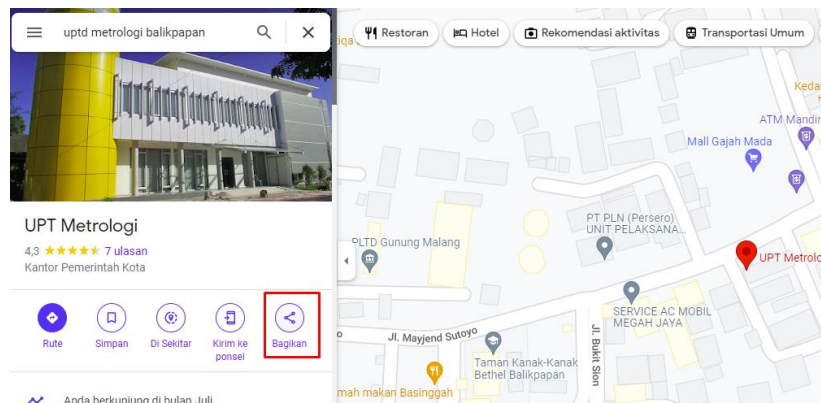 uptd metrologi balikpapan
UPT Metrologi
4,3
7 ulasan
Kantor Pemerintah Kota
Rute
Simpan
Di Sekitar
Kirim ke
ponsel
Bagikan
Anda berkunjung di bulan Juli
Restoran
Hotel
Rekomendasi aktivitas
Transportasi Umum
ATM Mandir
Mall Gajah Mada
PT PLN (Persero)
UNIT PELAKSANA...
PLTD Gunung Malang
UPT Metrolo
SERVICE AC MOBIL
MEGAH JAYA
Jl. Mayjend Sutoyo
Jl. Bukit Sion
Taman Kanak-Kanak
Bethel Balikpapan
mah makan Basinggah